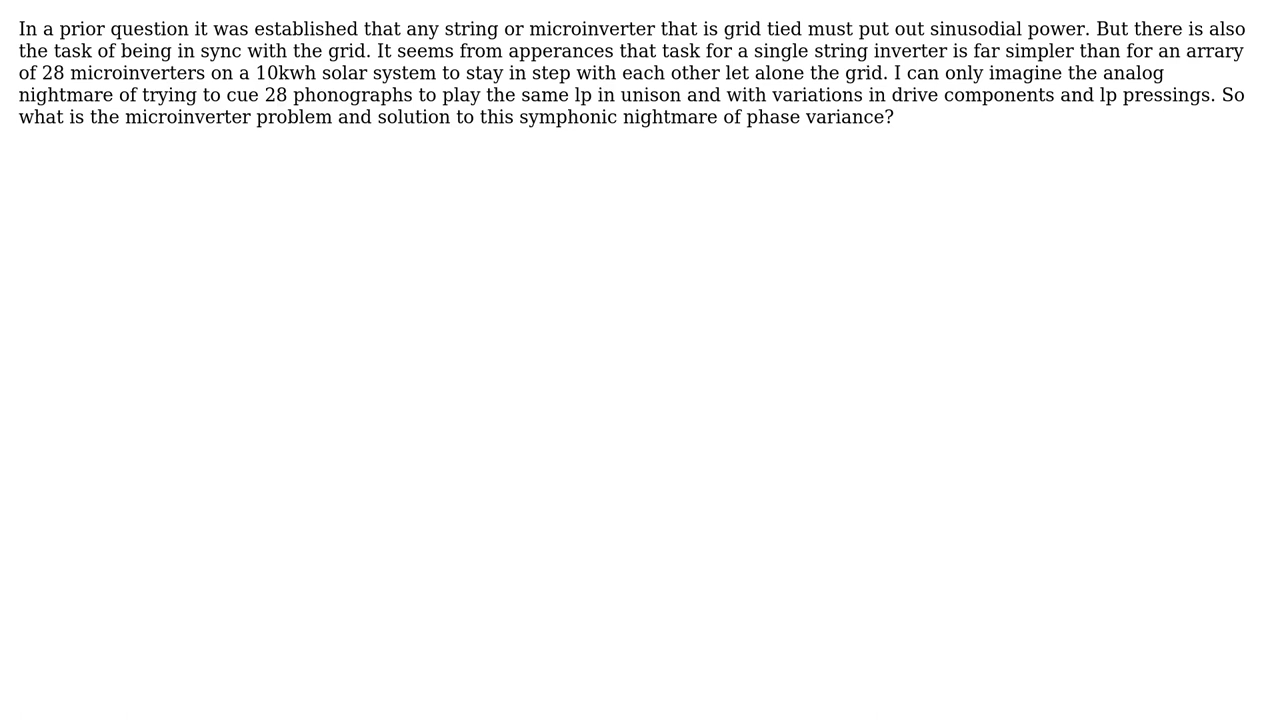 In a prior question it was established that any string or microinverter that is grid tied must put out sinusodial power. But there is also
the task of being in sync with the grid. It seems from apperances that task for a single string inverter is far simpler than for an arrary
of 28 microinverters on a 10kwh solar system to stay in step with each other let alone the grid. I can only imagine the analog
nightmare of trying to cue 28 phonographs to play the same lp in unison and with variations in drive components and lp pressings. So
what is the microinverter problem and solution to this symphonic nightmare of phase variance?